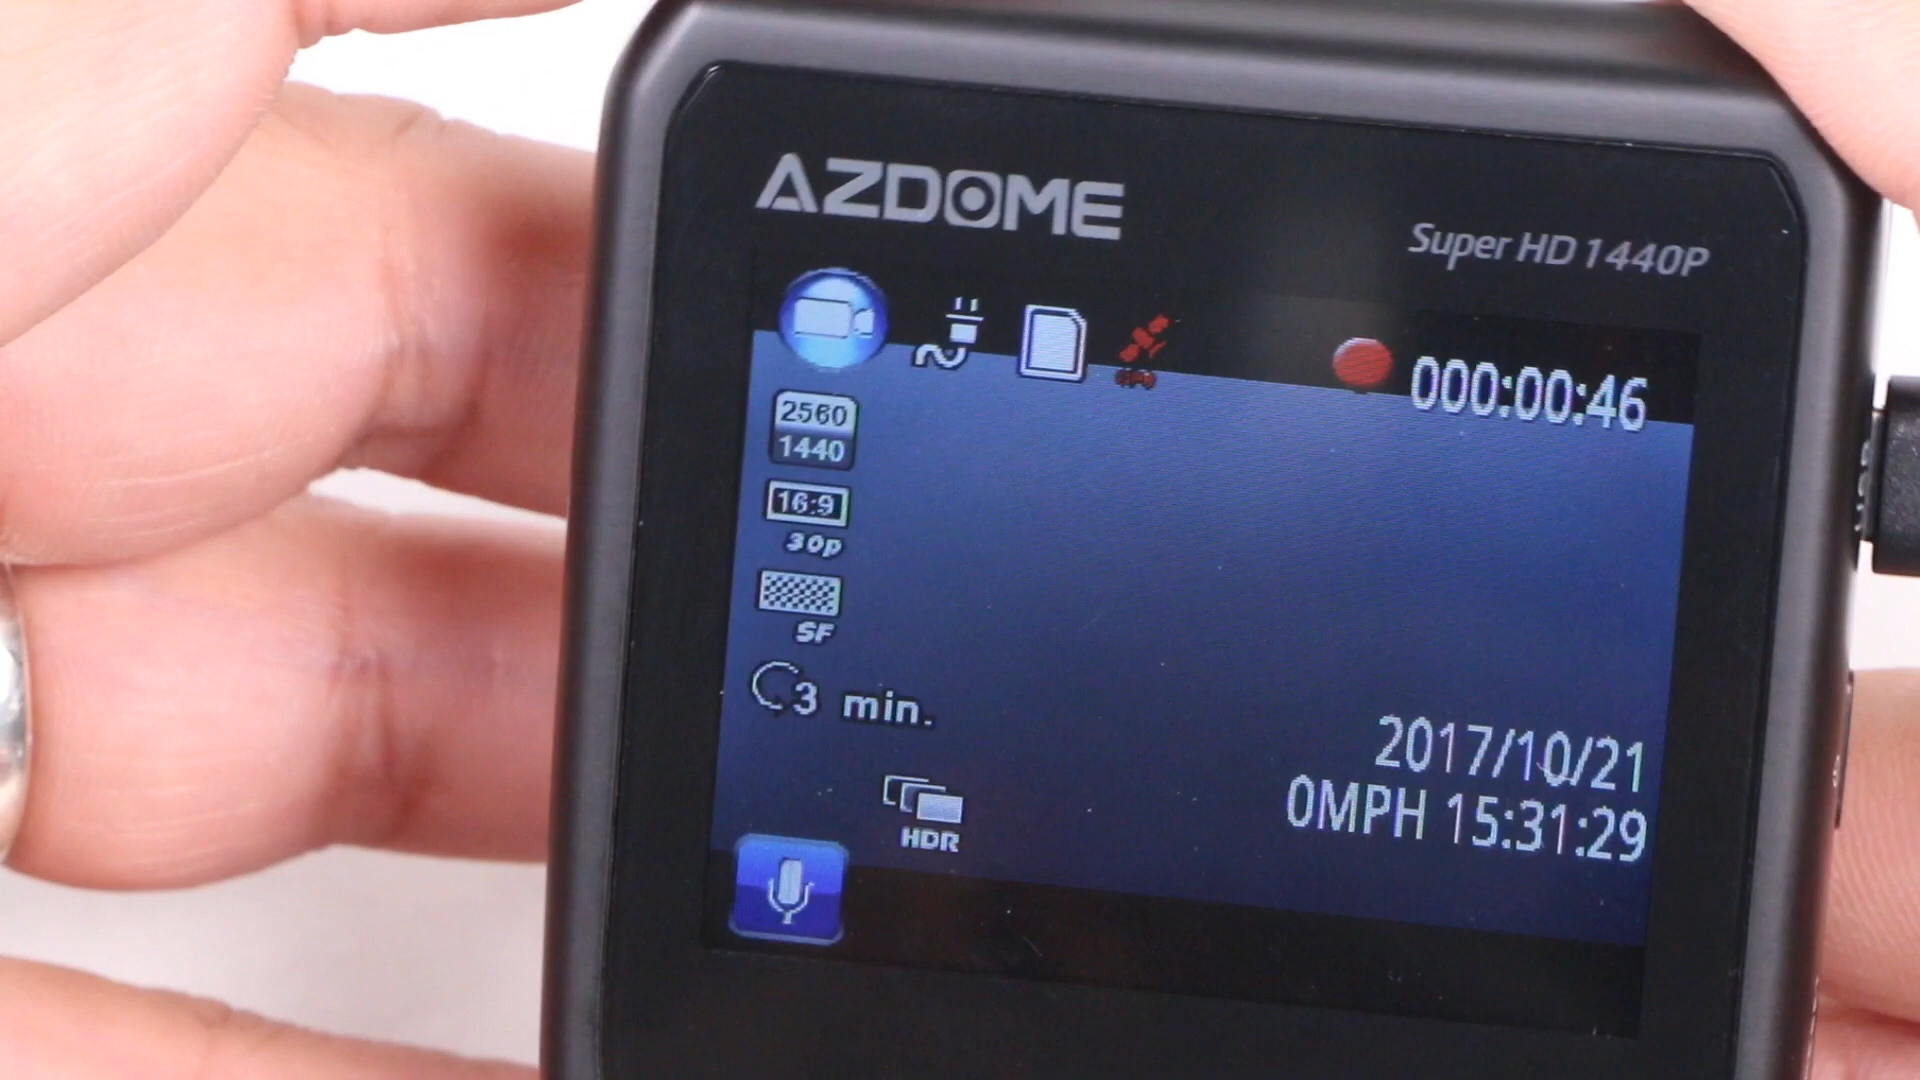 AZDOME
Super HD 1440P
000:00:46
2560
1440
16:9
30p
SF
3 min.
2017/10/21
HDR
0MPH 15:31:29